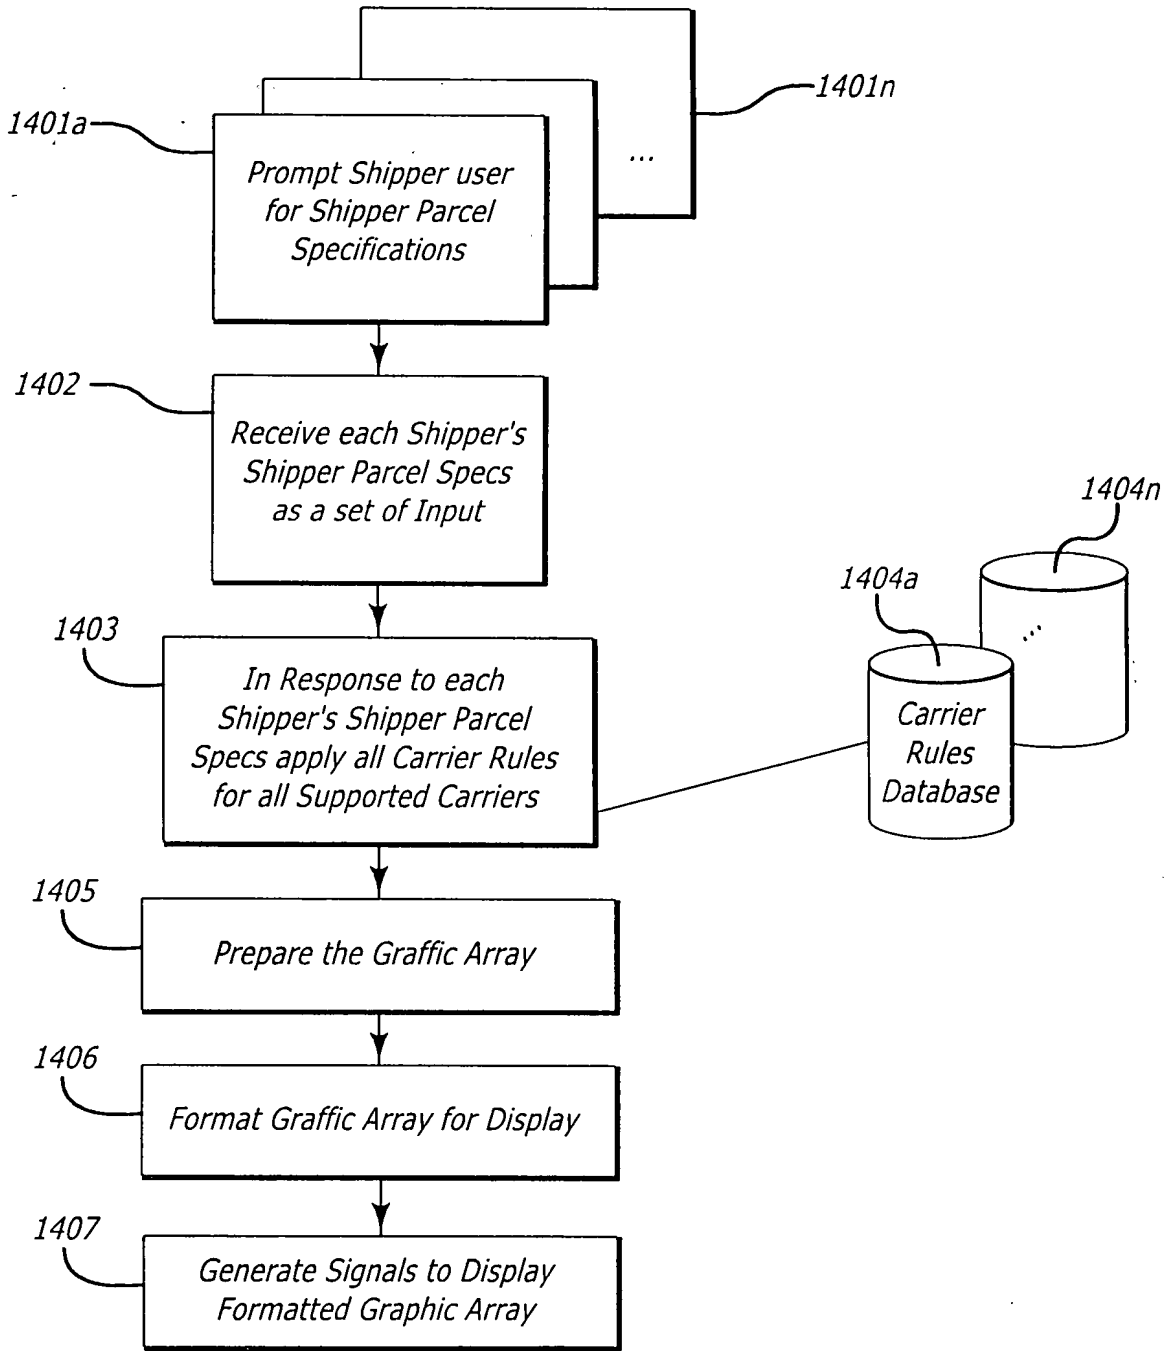 1401n
1401a
...
Prompt Shipper user
for Shipper Parcel
Specifications
1402
Receive each Shipper's
Shipper Parcel Specs
as a set of Input
1404n
1404a
...
1403
In Response to each
Shipper's Shipper Parcel
Specs apply all Carrier Rules
for all Supported Carriers
Carrier
Rules
Database
1405
Prepare the Graffic Array
1406
Format Graffic Array for Display
1407
Generate Signals to Display
Formatted Graphic Array